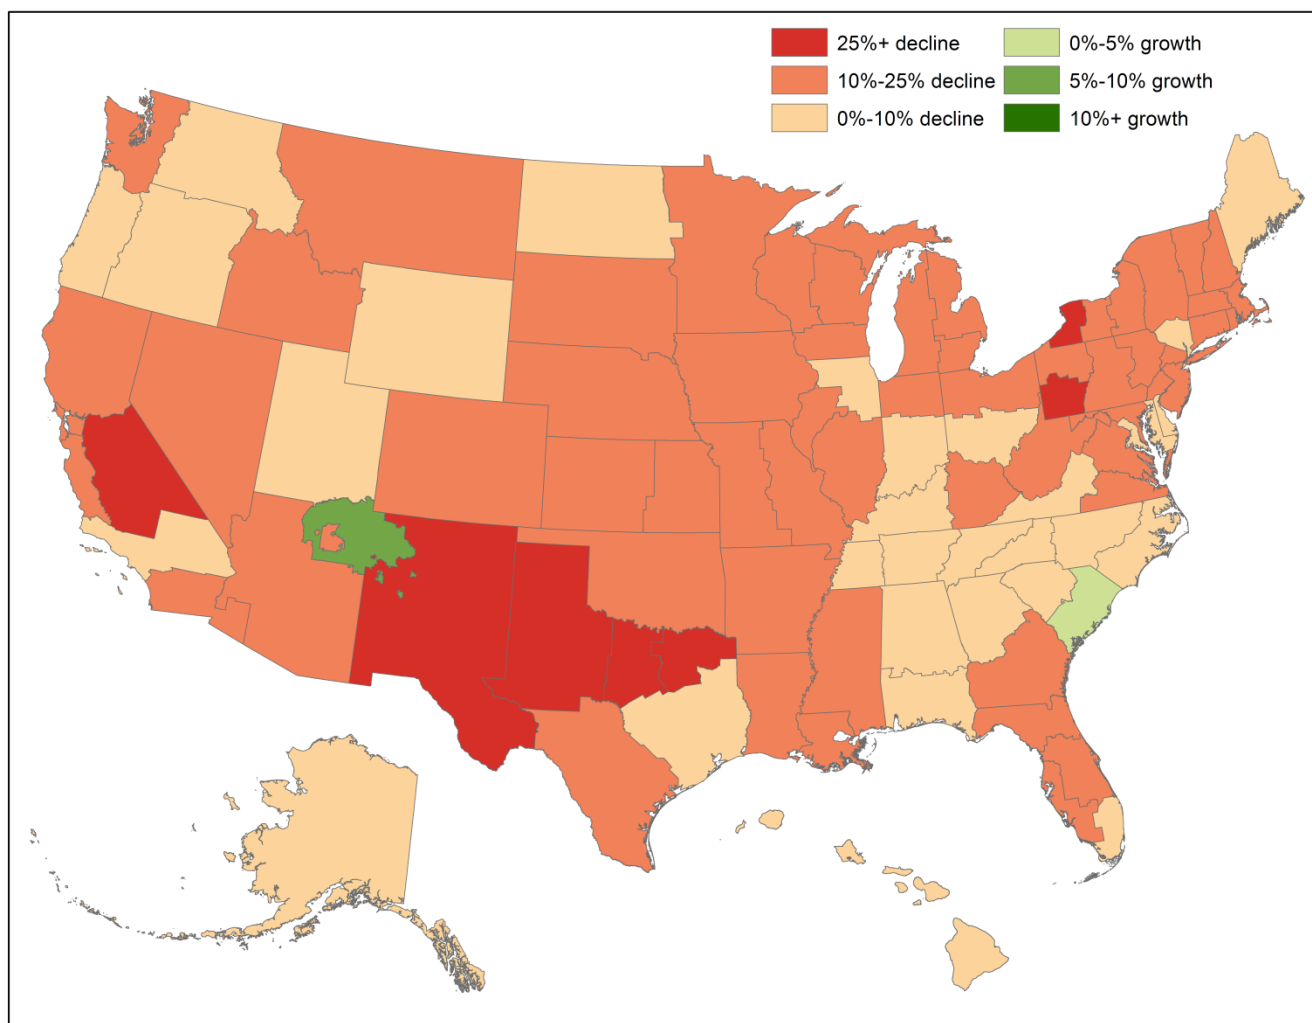 25%+ decline
10%-25% decline
0%-10% decline
0%-5% growth
5%-10% growth
10%+ growth